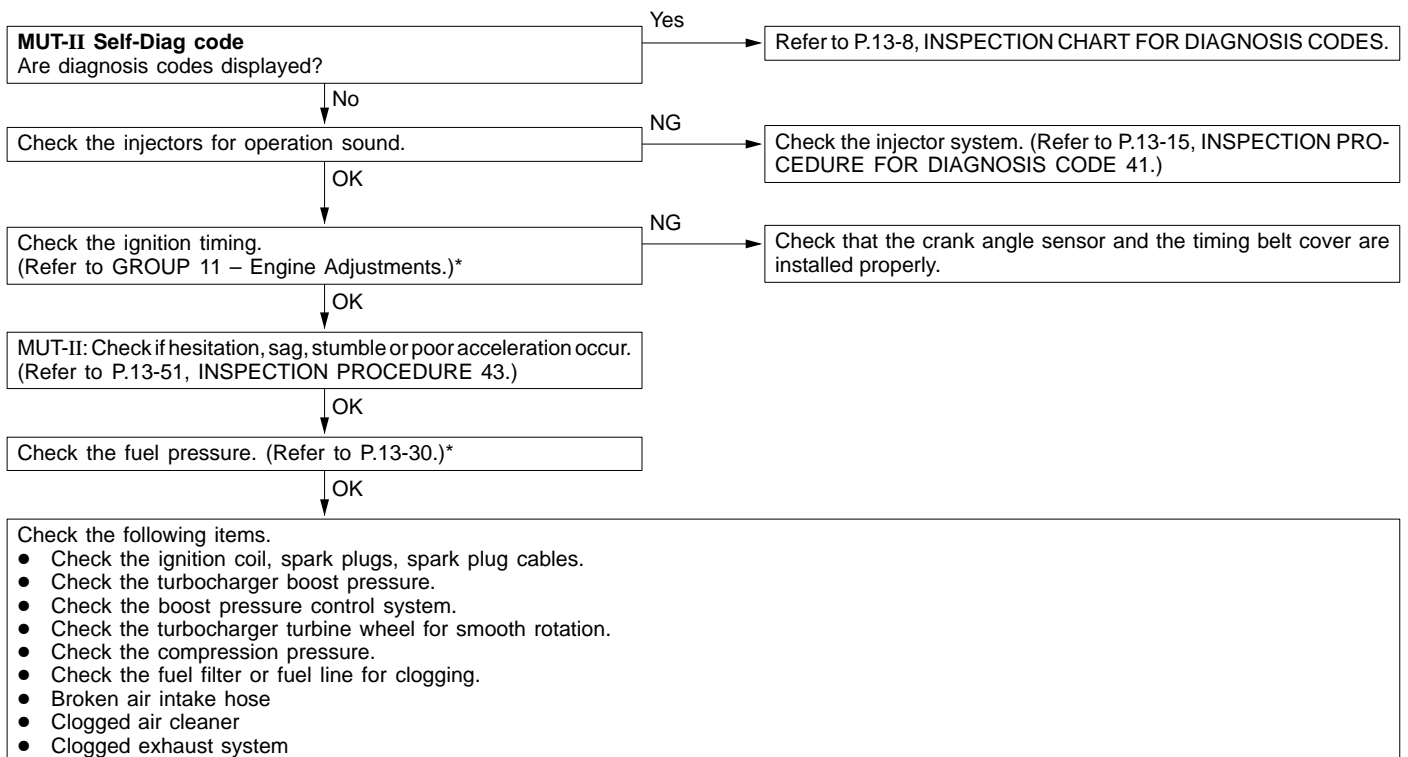 Yes
MUT-II Self-Diag code
Are diagnosis codes displayed?
Refer to P.13-8, INSPECTION CHART FOR DIAGNOSIS CODES.
No
Check the injectors for operation sound.
NG
Check the injector system. (Refer to P.13-15, INSPECTION PRO-
CEDURE FOR DIAGNOSIS CODE 41.)
OK
Check the ignition timing.
(Refer to GROUP 11 – Engine Adjustments.)*
NG
Check that the crank angle sensor and the timing belt cover are
installed properly.
OK
MUT-II: Check if hesitation, sag, stumble or poor acceleration occur.
(Refer to P.13-51, INSPECTION PROCEDURE 43.)
OK
Check the fuel pressure. (Refer to P.13-30.)*
OK
Check the following items.
● Check the ignition coil, spark plugs, spark plug cables.
● Check the turbocharger boost pressure.
● Check the boost pressure control system.
● Check the turbocharger turbine wheel for smooth rotation.
● Check the compression pressure.
● Check the fuel filter or fuel line for clogging.
● Broken air intake hose
● Clogged air cleaner
● Clogged exhaust system